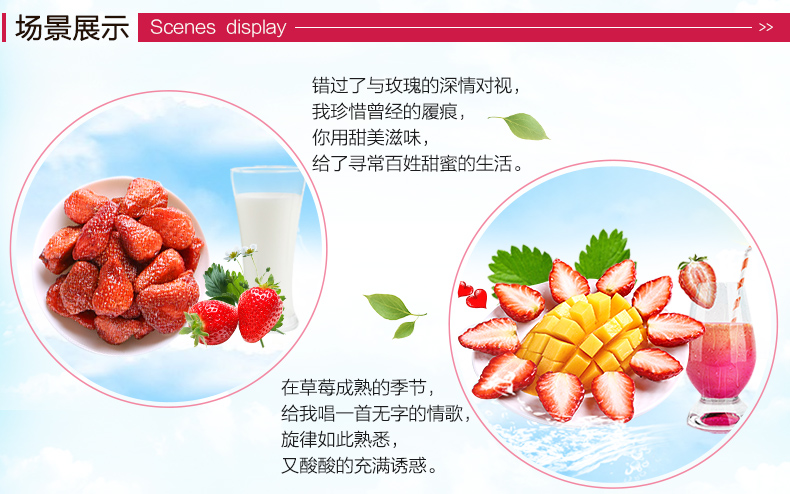 场景展示
Scenes display
>>
错过了与玫瑰的深情对视，
我珍惜曾经的履痕，
你用甜美滋味，
给了寻常百姓甜蜜的生活。
在草莓成熟的季节，
给我唱一首无字的情歌，
旋律如此熟悉，
又酸酸的充满诱惑。